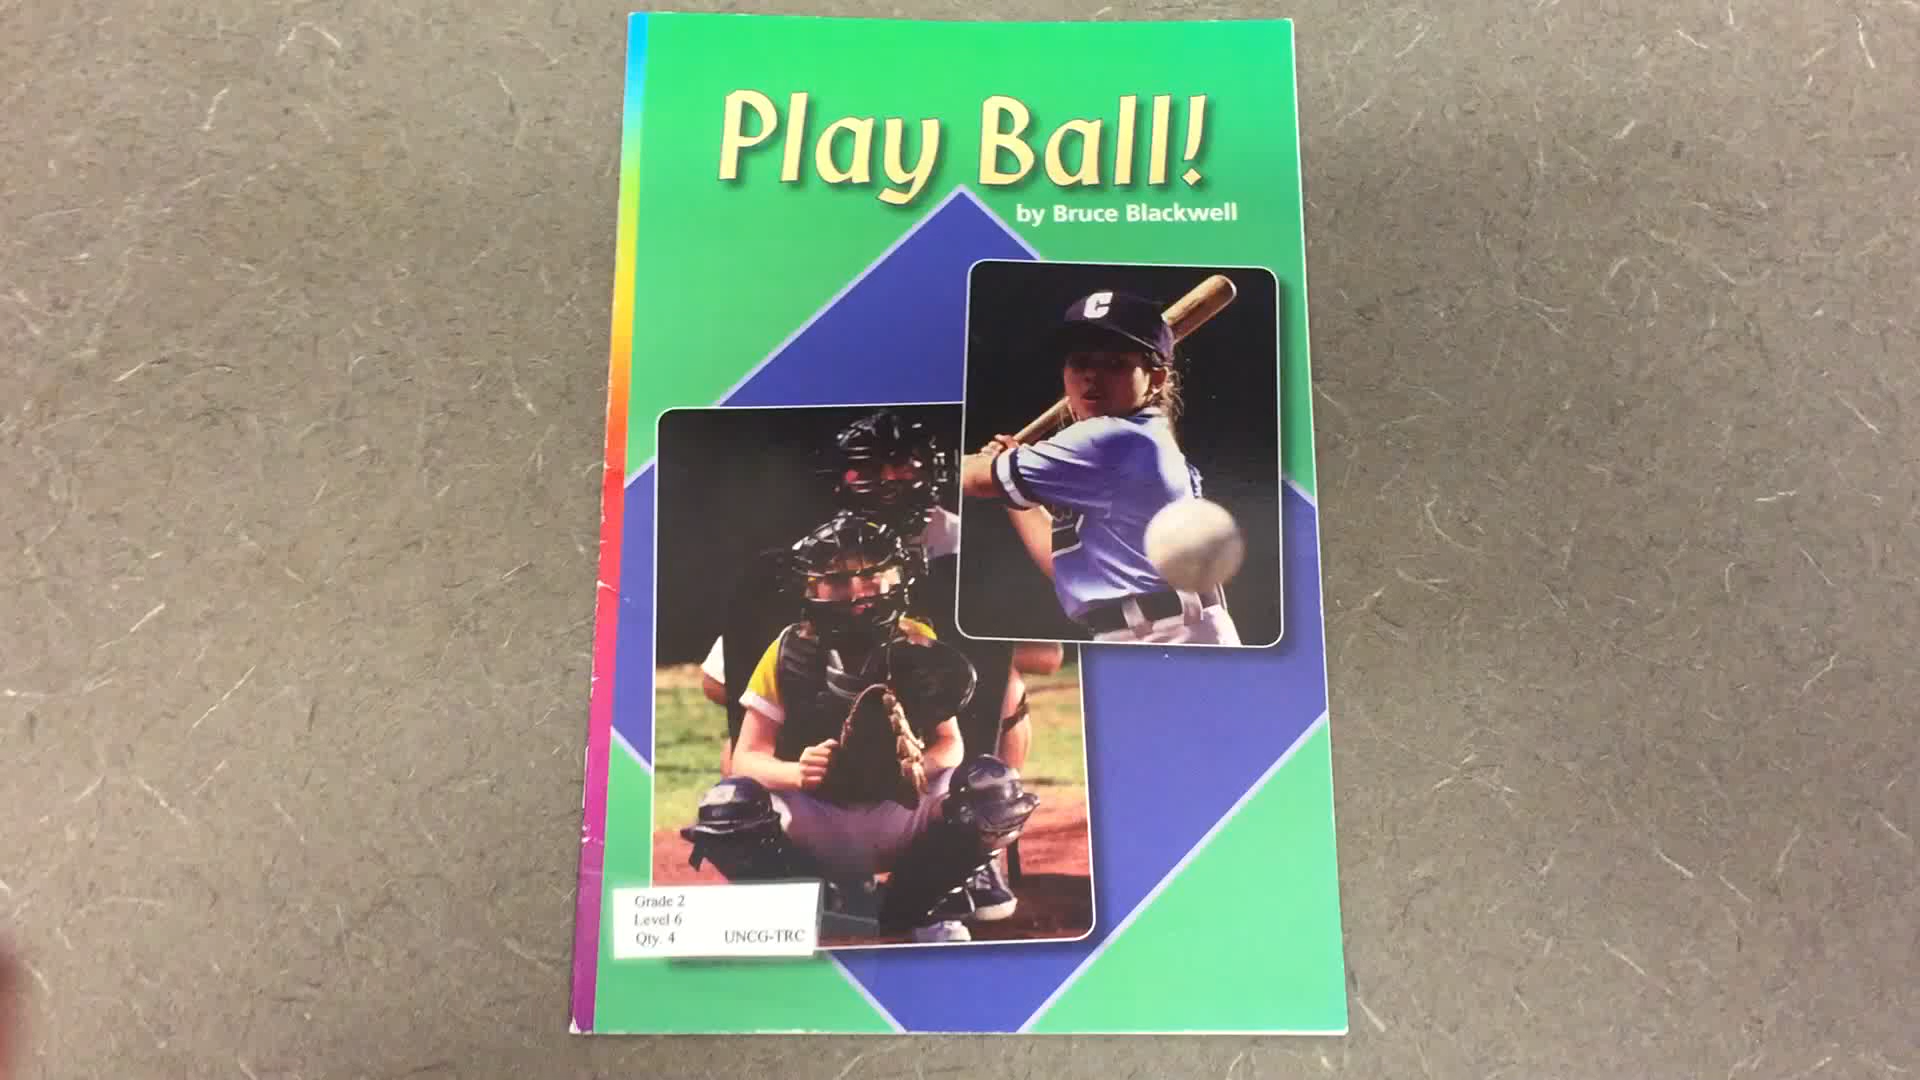 Play Ball!
by Bruce Blackwell
C
Grade 2
Level 6
Qty. 4 UNCG-TRC